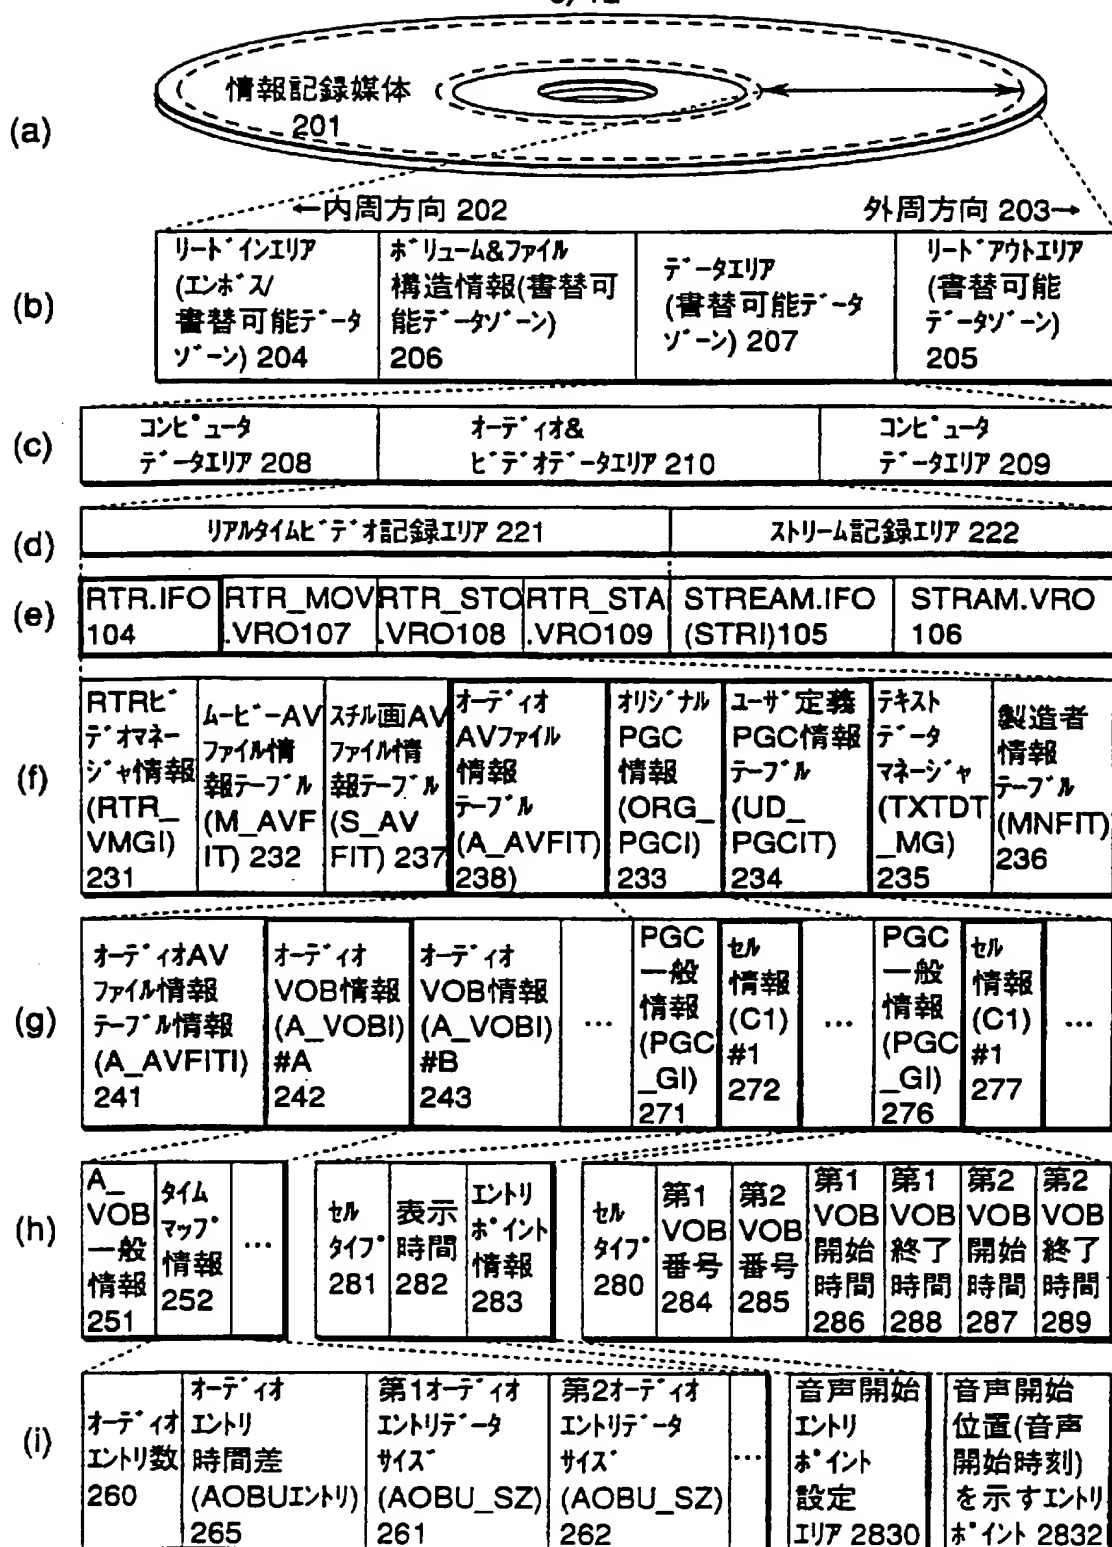 (a)
情報記録媒体
201
←内周方向 202
外周方向 203→
(b)
リードインエリア
(エンボス/
書替可能データ
ゾーン) 204
ボリューム&ファイル
構造情報(書替可
能データゾーン)
206
データエリア
(書替可能データ
ゾーン) 207
リードアウトエリア
(書替可能
データゾーン)
205
(c)
コンピュータ
データエリア 208
オーディオ&
ビデオデータエリア 210
コンピュータ
データエリア 209
(d)
リアルタイムビデオ記録エリア 221
ストリーム記録エリア 222
(e)
RTR.IFO
104
RTR_MOV
.VRO107
RTR_STO
.VRO108
RTR_STA
.VRO109
STREAM.IFO
(STRI)105
STRAM.VRO
106
(f)
RTRビ
デオマネー
ジャ情報
(RTR_
VMGI)
231
ムービーAV
ファイル情
報テーブル
(M_AVF
IT) 232
スチル画AV
ファイル情
報テーブル
(S_AV
FIT) 237
オーディオ
AVファイル
情報
テーブル
(A_AVFIT)
238)
オリジナル
PGC
情報
(ORG_
PGCI)
233
ユーザ定義
PGC情報
テーブル
(UD_
PGCIT)
234
テキスト
データ
マネージャ
(TXTDT
_MG)
235
製造者
情報
テーブル
(MNFIT)
236
(g)
オーディオAV
ファイル情報
テーブル情報
(A_AVFITI)
241
オーディオ
VOB情報
(A_VOBI)
#A
242
オーディオ
VOB情報
(A_VOBI)
#B
243
…
PGC
一般
情報
(PGC
_GI)
271
セル
情報
(C1)
#1
272
…
PGC
一般
情報
(PGC
_GI)
276
セル
情報
(C1)
#1
277
…
(h)
A_
VOB
一般
情報
251
タイム
マップ
情報
252
…
セル
タイプ
281
表示
時間
282
エントリ
ポイント
情報
283
セル
タイプ
280
第1
VOB
番号
284
第2
VOB
番号
285
第1
VOB
開始
時間
286
第1
VOB
終了
時間
288
第2
VOB
開始
時間
287
第2
VOB
終了
時間
289
(i)
オーディオ
エントリ数
260
オーディオ
エントリ
時間差
(AOBUエントリ)
265
第1オーディオ
エントリデータ
サイズ
(AOBU_SZ)
261
第2オーディオ
エントリデータ
サイズ
(AOBU_SZ)
262
…
音声開始
エントリ
ポイント
設定
エリア 2830
音声開始
位置(音声
開始時刻)
を示すエントリ
ポイント 2832